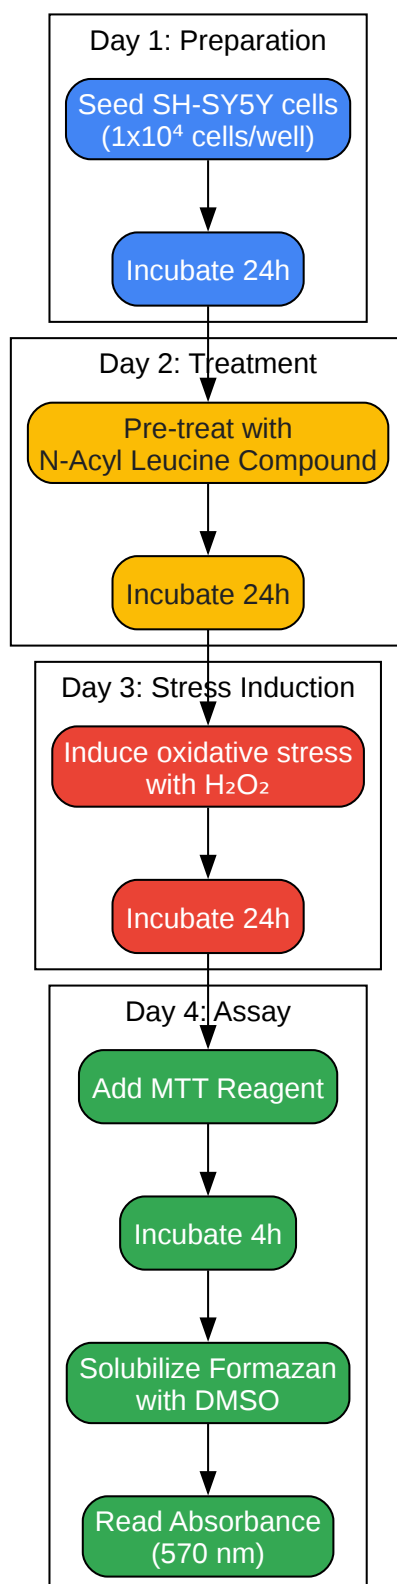 Day 1: Preparation
Seed SH-SY5Y cells
(1x10⁴ cells/well)
Incubate 24h
Day 2: Treatment
Pre-treat with
N-Acyl Leucine Compound
Incubate 24h
Day 3: Stress Induction
Induce oxidative stress
with H₂O₂
Incubate 24h
Day 4: Assay
Add MTT Reagent
Incubate 4h
Solubilize Formazan
with DMSO
Read Absorbance
(570 nm)